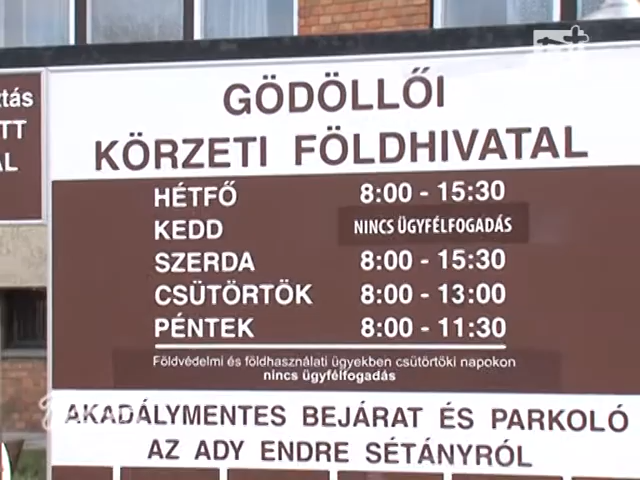 GÖDÖLLŐI
KÖRZETI FÖLDHIVATAL
HÉTFŐ 8:00 - 15:30
KEDD NINCS ÜGYFÉLFOGADÁS
SZERDA 8:00 - 15:30
CSÜTÖRTÖK 8:00 - 13:00
PÉNTEK 8:00 - 11:30
Földvédelmi és földhasználati ügyekben csütörtöki napokon
nincs ügyfélfogadás
AKADÁLYMENTES BEJÁRAT ÉS PARKOLÓ
AZ ADY ENDRE SÉTÁNYRÓL